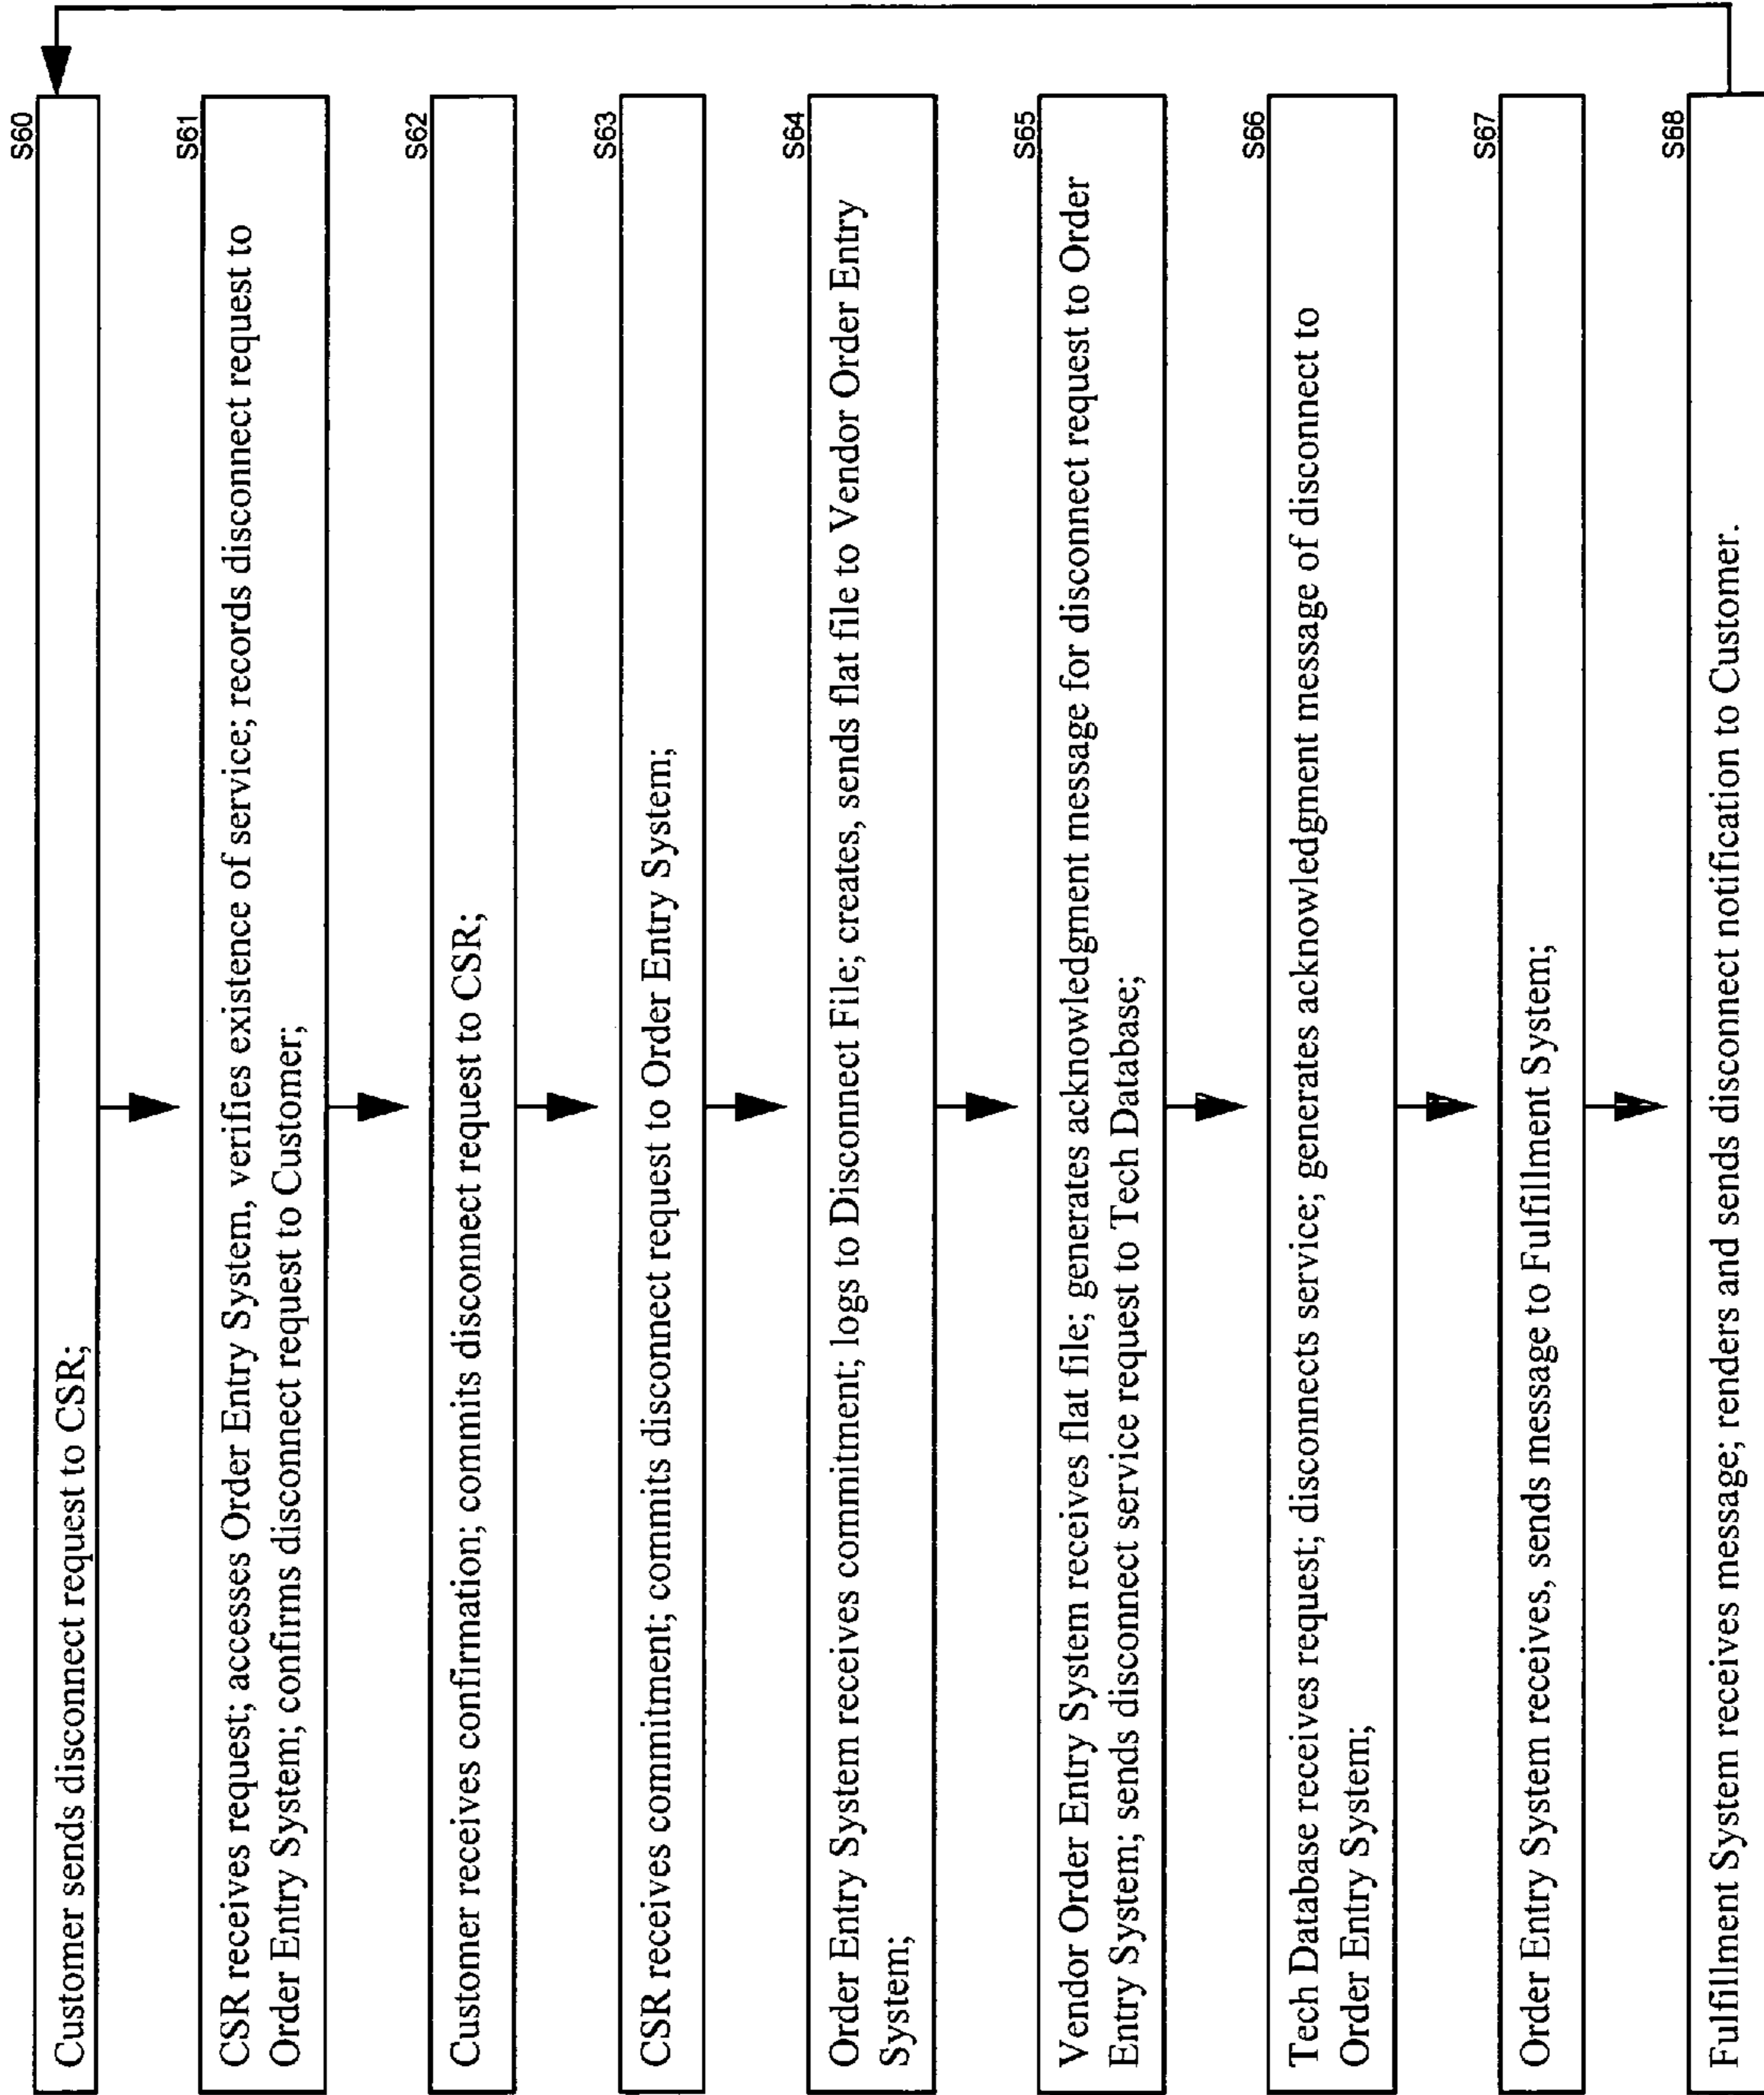 S60
Customer sends disconnect request to CSR;
S61
CSR receives request; accesses Order Entry System, verifies existence of service; records disconnect request to
Order Entry System; confirms disconnect request to Customer;
S62
Customer receives confirmation; commits disconnect request to CSR;
S63
CSR receives commitment; commits disconnect request to Order Entry System;
S64
Order Entry System receives commitment; logs to Disconnect File; creates, sends flat file to Vendor Order Entry
System;
S65
Vendor Order Entry System receives flat file; generates acknowledgment message for disconnect request to Order
Entry System; sends disconnect service request to Tech Database;
S66
Tech Database receives request; disconnects service; generates acknowledgment message of disconnect to
Order Entry System;
S67
Order Entry System receives, sends message to Fulfillment System;
S68
Fulfillment System receives message; renders and sends disconnect notification to Customer.